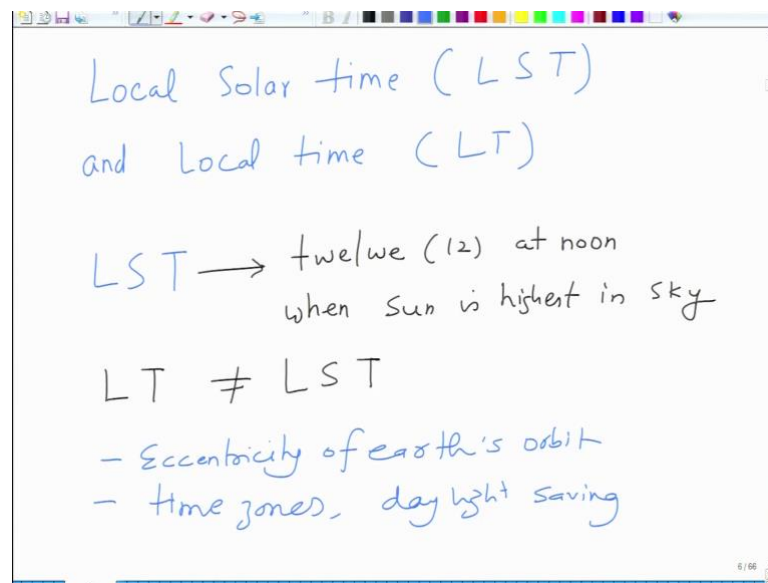 Local Solar time (LST)
and Local time (LT)
LST → twelwe (12) at noon
when Sun is highest in sky
LT ≠ LST
- Eccentricity of earth's orbit
- time zones, daylight saving
6/66